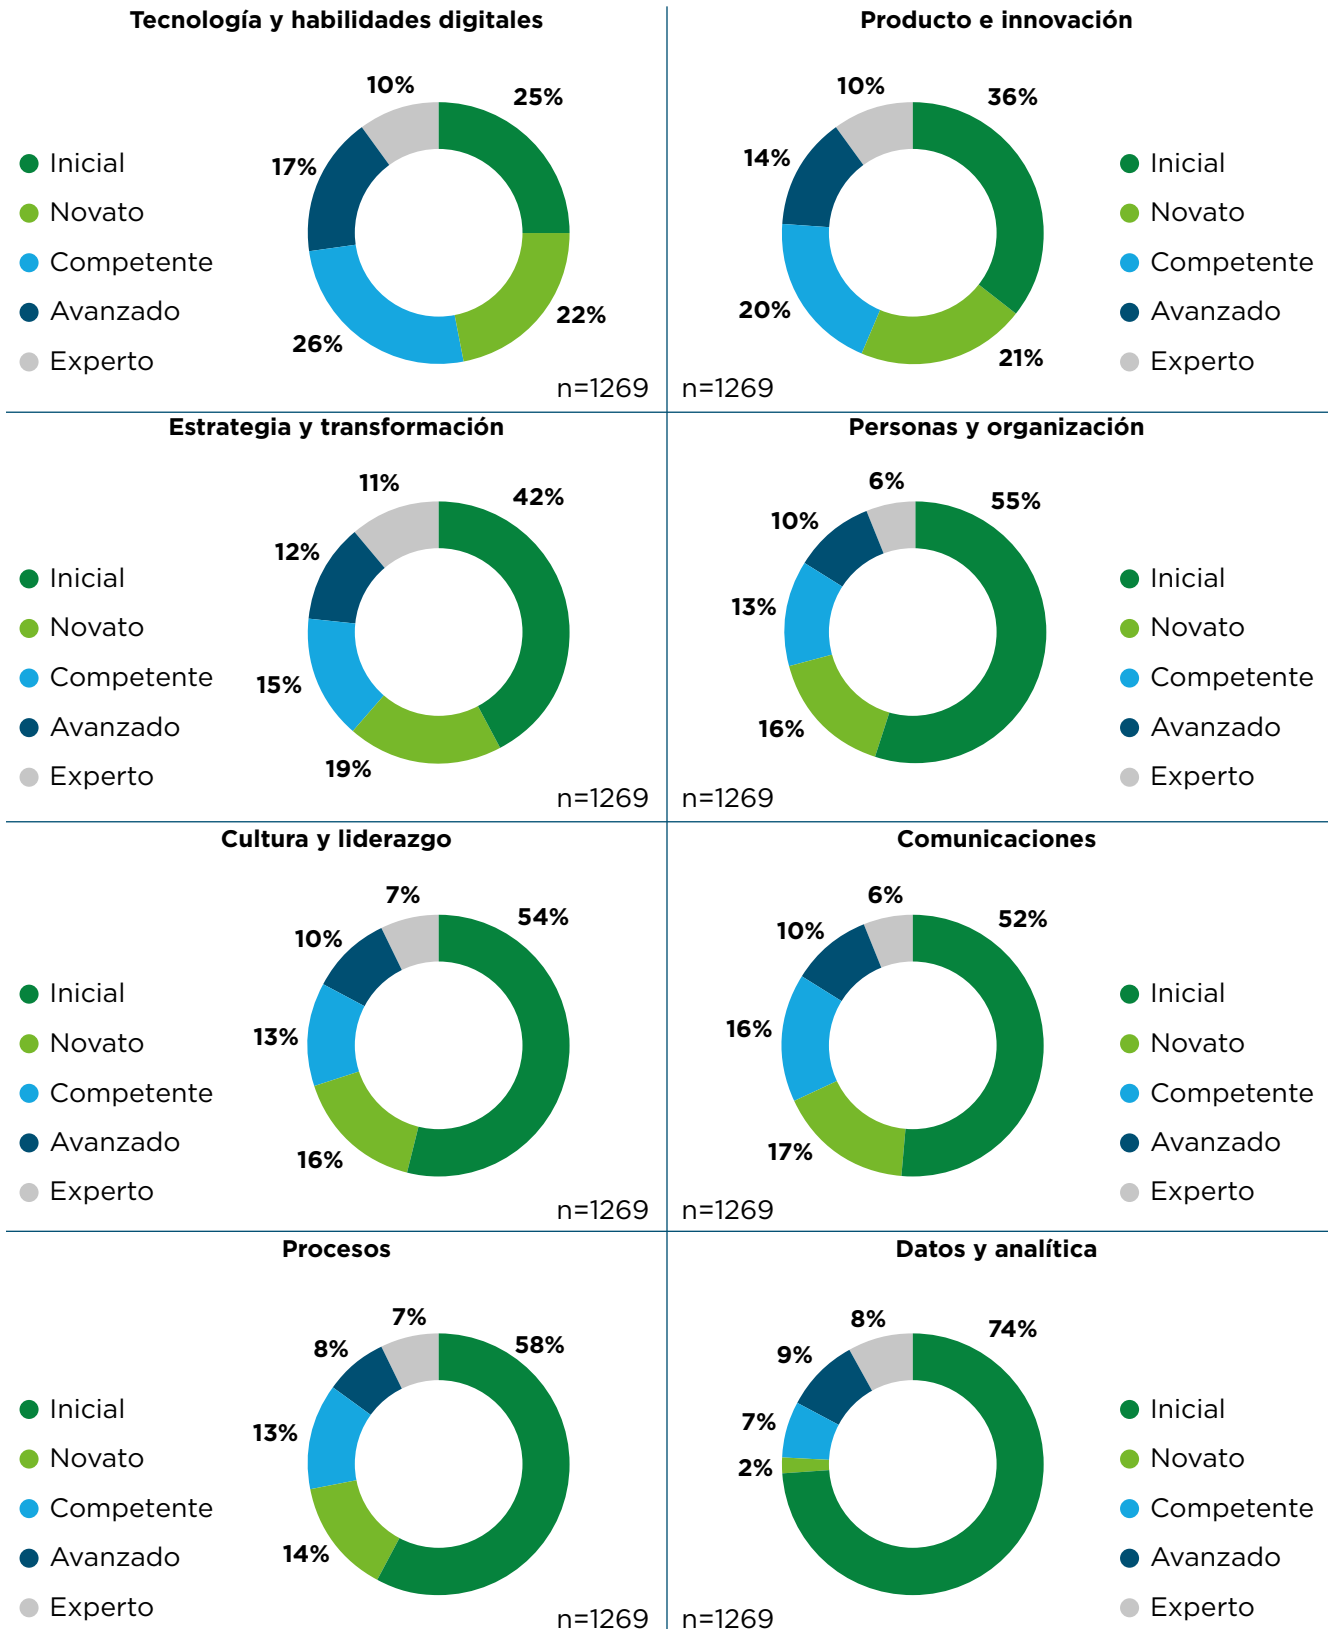 Tecnología y habilidades digitales
10%
25%
17%
26%
22%
Inicial
Novato
Competente
Avanzado
Experto
n=1269
Producto e innovación
10%
36%
14%
20%
21%
Inicial
Novato
Competente
Avanzado
Experto
n=1269
Estrategia y transformación
11%
42%
12%
15%
19%
Inicial
Novato
Competente
Avanzado
Experto
n=1269
Personas y organización
6%
55%
10%
13%
16%
Inicial
Novato
Competente
Avanzado
Experto
n=1269
Cultura y liderazgo
7%
54%
10%
13%
16%
Inicial
Novato
Competente
Avanzado
Experto
n=1269
Comunicaciones
6%
52%
10%
16%
17%
Inicial
Novato
Competente
Avanzado
Experto
n=1269
Procesos
7%
58%
8%
13%
14%
Inicial
Novato
Competente
Avanzado
Experto
n=1269
Datos y analítica
8%
74%
9%
7%
2%
Inicial
Novato
Competente
Avanzado
Experto
n=1269